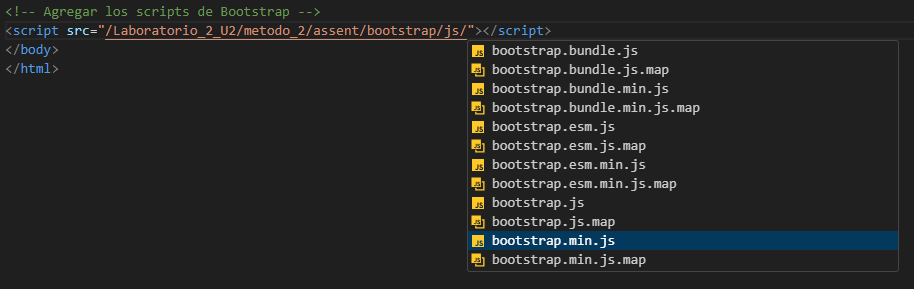 <!-- Agregar los scripts de Bootstrap -->
<script src="/Laboratorio_2_U2/metodo_2/assent/bootstrap/js/"></script>
</body>
</html>
bootstrap.bundle.js
bootstrap.bundle.js.map
bootstrap.bundle.min.js
bootstrap.bundle.min.js.map
bootstrap.esm.js
bootstrap.esm.js.map
bootstrap.esm.min.js
bootstrap.esm.min.js.map
bootstrap.js
bootstrap.js.map
bootstrap.min.js
bootstrap.min.js.map